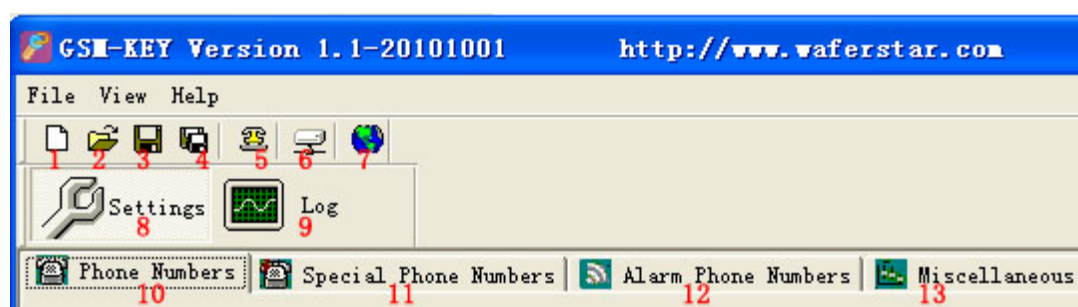 GSM-KEY Version 1.1-20101001 http://www.waferstar.com
File View Help
1 2 3 4 5 6 7
Settings Log
8 9
Phone Numbers Special Phone Numbers Alarm Phone Numbers Miscellaneous
10 11 12 13